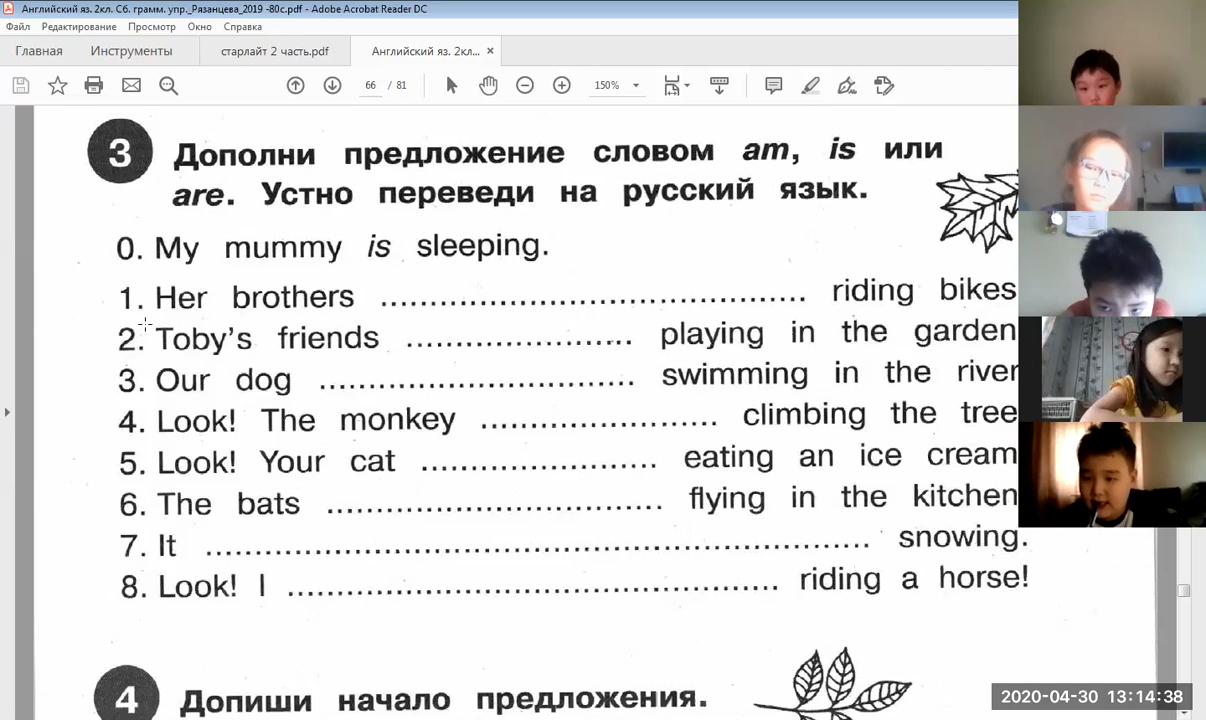 Английский яз. 2кл. Сб. грамм. упр._Рязанцева_2019 -80с.pdf - Adobe Acrobat Reader DC
Файл Редактирование Просмотр Окно Справка
Главная Инструменты старлайт 2 часть.pdf Английский яз. 2кл... ×
66 / 81 150%
3 Дополни предложение словом am, is или
are. Устно переведи на русский язык.
0. My mummy is sleeping.
1. Her brothers ........................................ riding bikes
2. Toby's friends ........................... playing in the garden
3. Our dog ...................................... swimming in the river
4. Look! The monkey ............................ climbing the tree
5. Look! Your cat ............................ eating an ice cream
6. The bats ........................................ flying in the kitchen
7. It ................................................................................ snowing.
8. Look! I ........................................................... riding a horse!
4 Допиши начало предложения.
2020-04-30 13:14:38